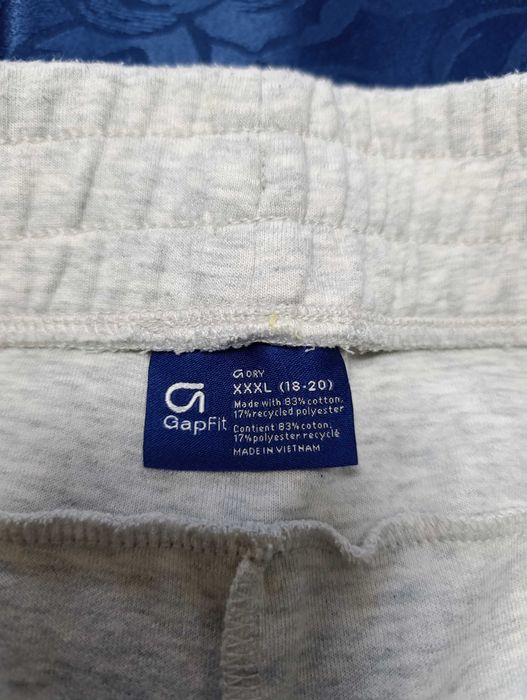 GapFit
G DRY
XXXL (18-20)
Made with 83% cotton,
17% recycled polyester
Contient 83% coton,
17% polyester recyclé
MADE IN VIETNAM